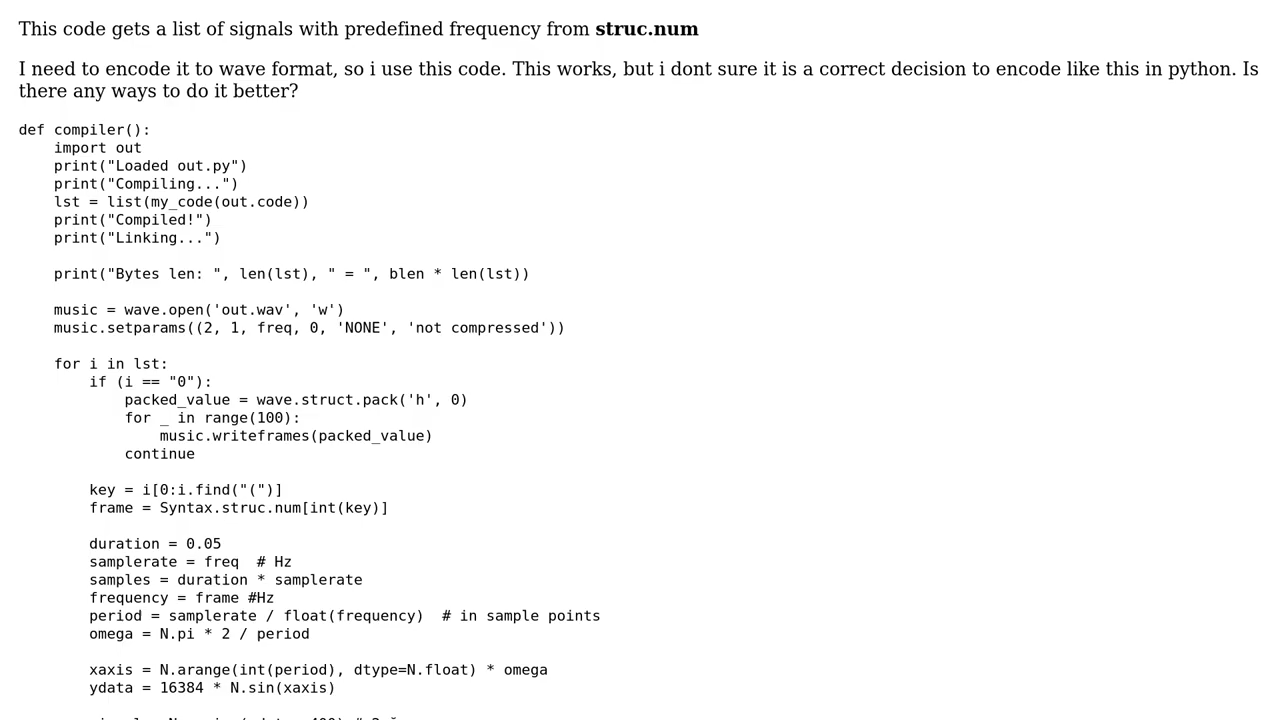 This code gets a list of signals with predefined frequency from struc.num
I need to encode it to wave format, so i use this code. This works, but i dont sure it is a correct decision to encode like this in python. Is
there any ways to do it better?
def compiler():
    import out
    print("Loaded out.py")
    print("Compiling...")
    lst = list(my_code(out.code))
    print("Compiled!")
    print("Linking...")
    print("Bytes len: ", len(lst), " = ", blen * len(lst))
    music = wave.open('out.wav', 'w')
    music.setparams((2, 1, freq, 0, 'NONE', 'not compressed'))
    for i in lst:
        if (i == "0"):
            packed_value = wave.struct.pack('h', 0)
            for _ in range(100):
                music.writeframes(packed_value)
            continue
        key = i[0:i.find("(")]
        frame = Syntax.struc.num[int(key)]
        duration = 0.05
        samplerate = freq  # Hz
        samples = duration * samplerate
        frequency = frame #Hz
        period = samplerate / float(frequency)  # in sample points
        omega = N.pi * 2 / period
        xaxis = N.arange(int(period), dtype=N.float) * omega
        ydata = 16384 * N.sin(xaxis)